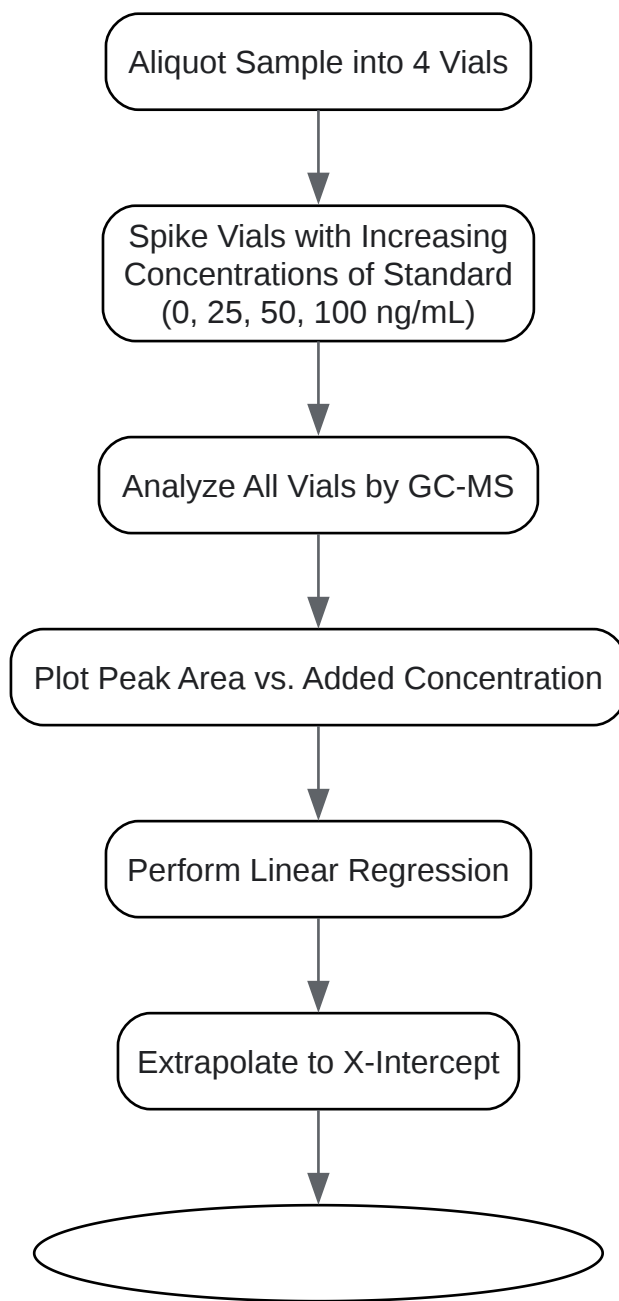 Aliquot Sample into 4 Vials
Spike Vials with Increasing
Concentrations of Standard
(0, 25, 50, 100 ng/mL)
Analyze All Vials by GC-MS
Plot Peak Area vs. Added Concentration
Perform Linear Regression
Extrapolate to X-Intercept